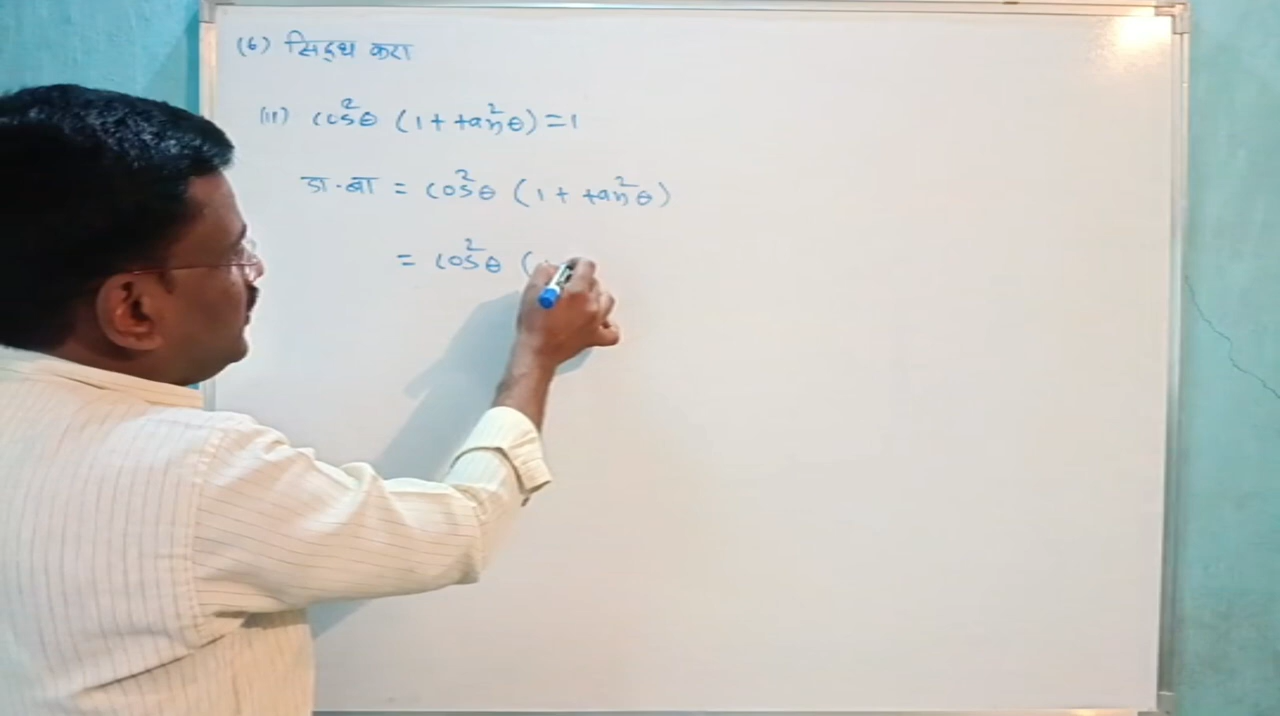 (6) सिद्ध करा
(ii) cos²θ (1 + tan²θ) = 1
डा.बा = cos²θ (1 + tan²θ)
= cos²θ (